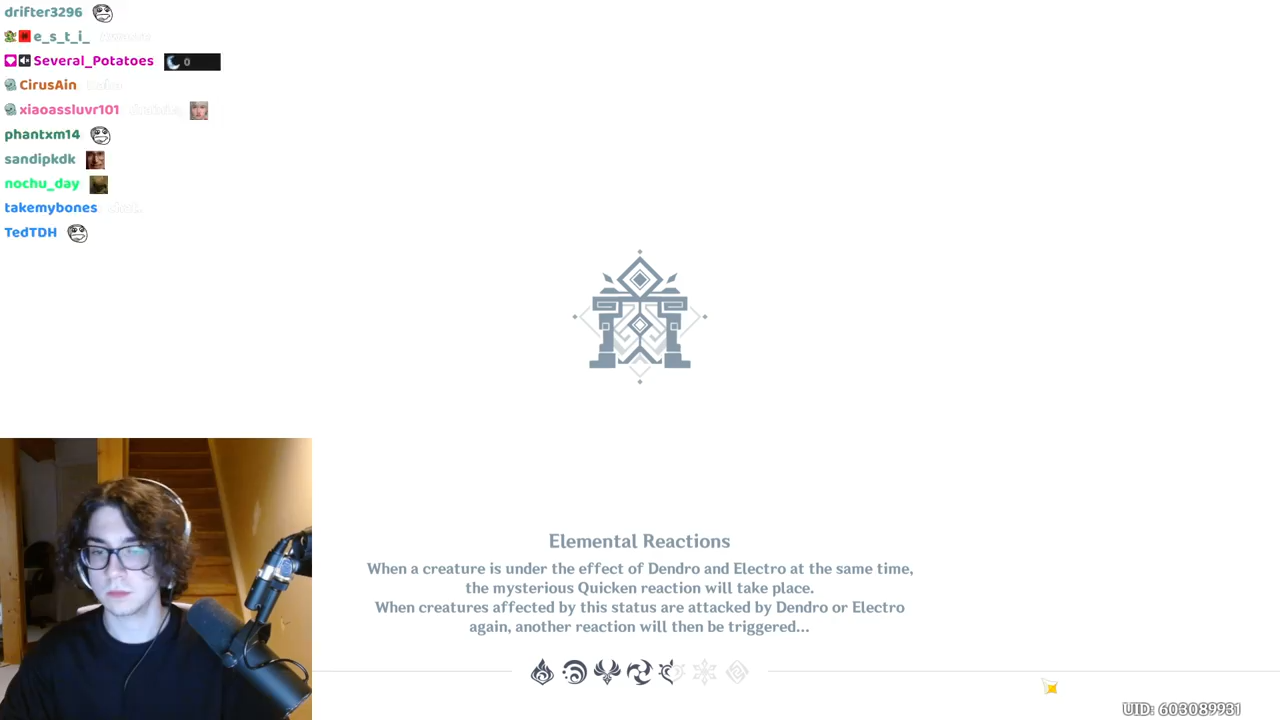 drifter3296
e_s_t_i_
Several_Potatoes 0
CirusAin
xiaoassluvr101
phantxm14
sandipkdk
nochu_day
takemybones
TedTDH
Elemental Reactions
When a creature is under the effect of Dendro and Electro at the same time,
the mysterious Quicken reaction will take place.
When creatures affected by this status are attacked by Dendro or Electro
again, another reaction will then be triggered...
UID: 603089931